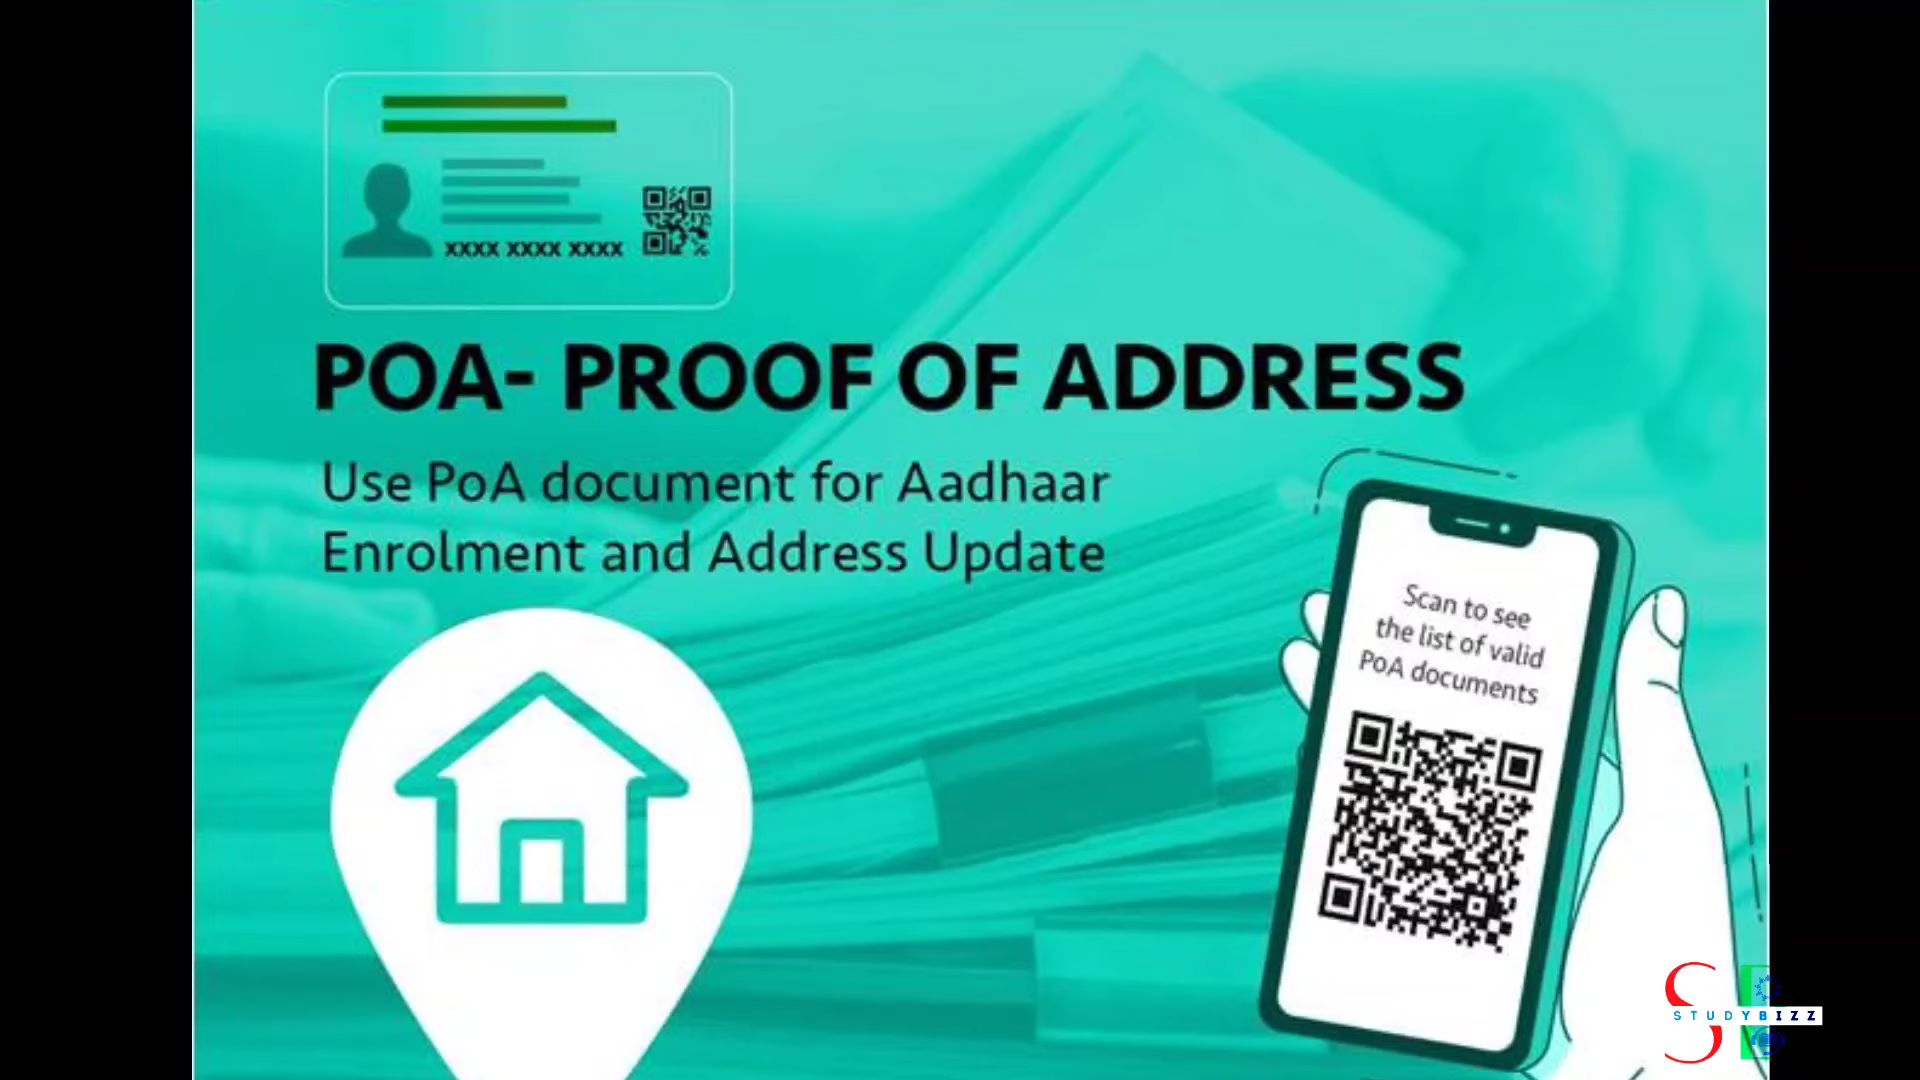 XXXX XXXX XXXX
POA- PROOF OF ADDRESS
Use PoA document for Aadhaar
Enrolment and Address Update
Scan to see
the list of valid
PoA documents
S
STUDYBIZZ